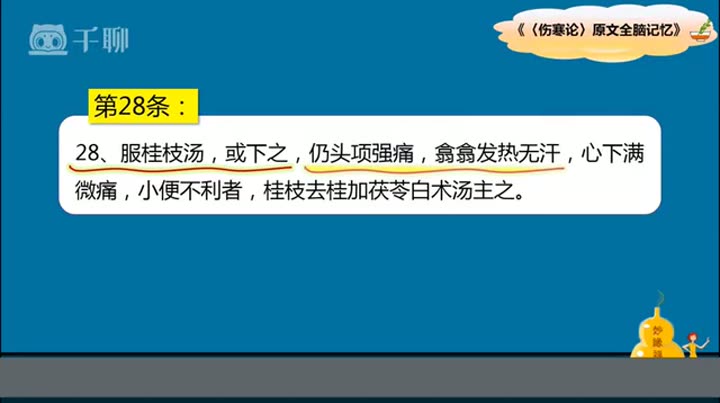 千聊
《〈伤寒论〉原文全脑记忆》
第28条：
28、服桂枝汤，或下之，仍头项强痛，翕翕发热无汗，心下满
微痛，小便不利者，桂枝去桂加茯苓白术汤主之。
妙
缘